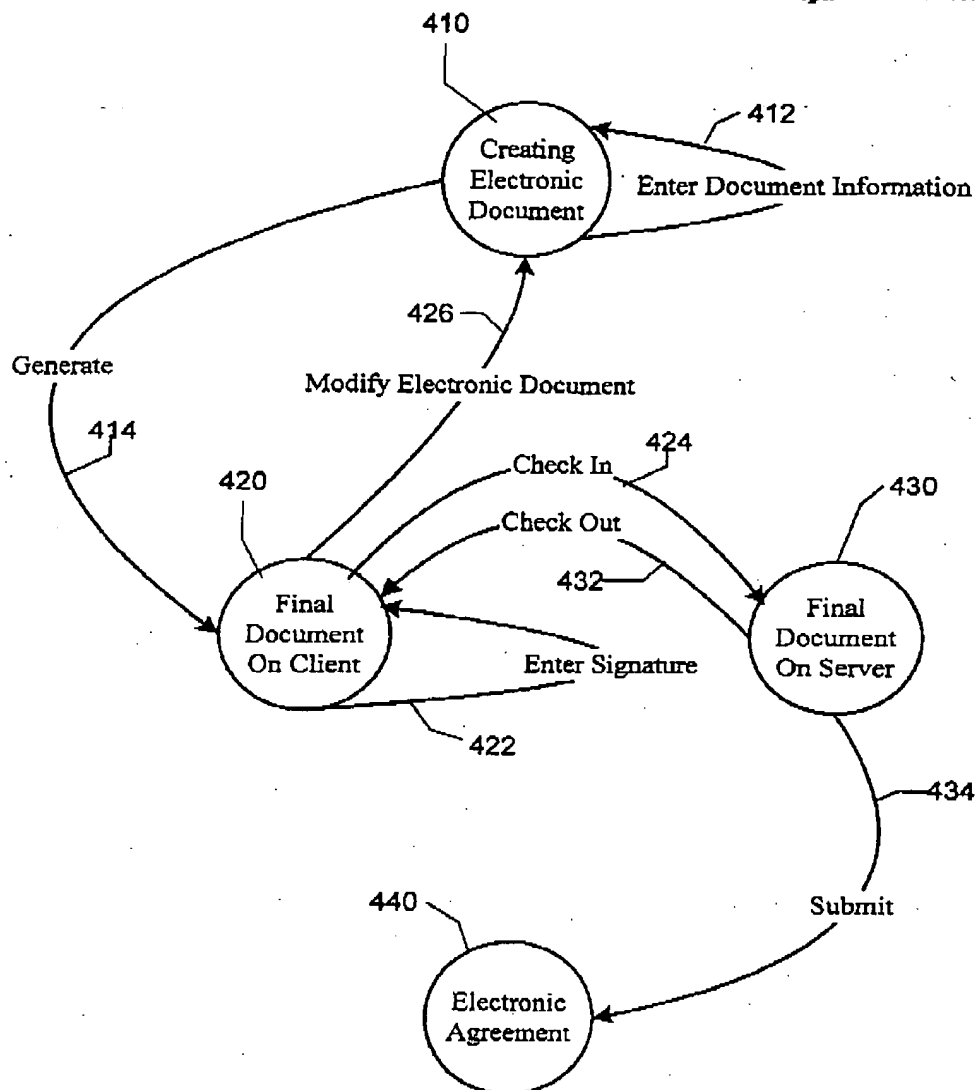 410
412
Creating
Electronic
Document
Enter Document Information
426
Generate
Modify Electronic Document
414
424
Check In
420
430
Check Out
432
Final
Document
On Client
Final
Document
On Server
Enter Signature
422
434
440
Submit
Electronic
Agreement